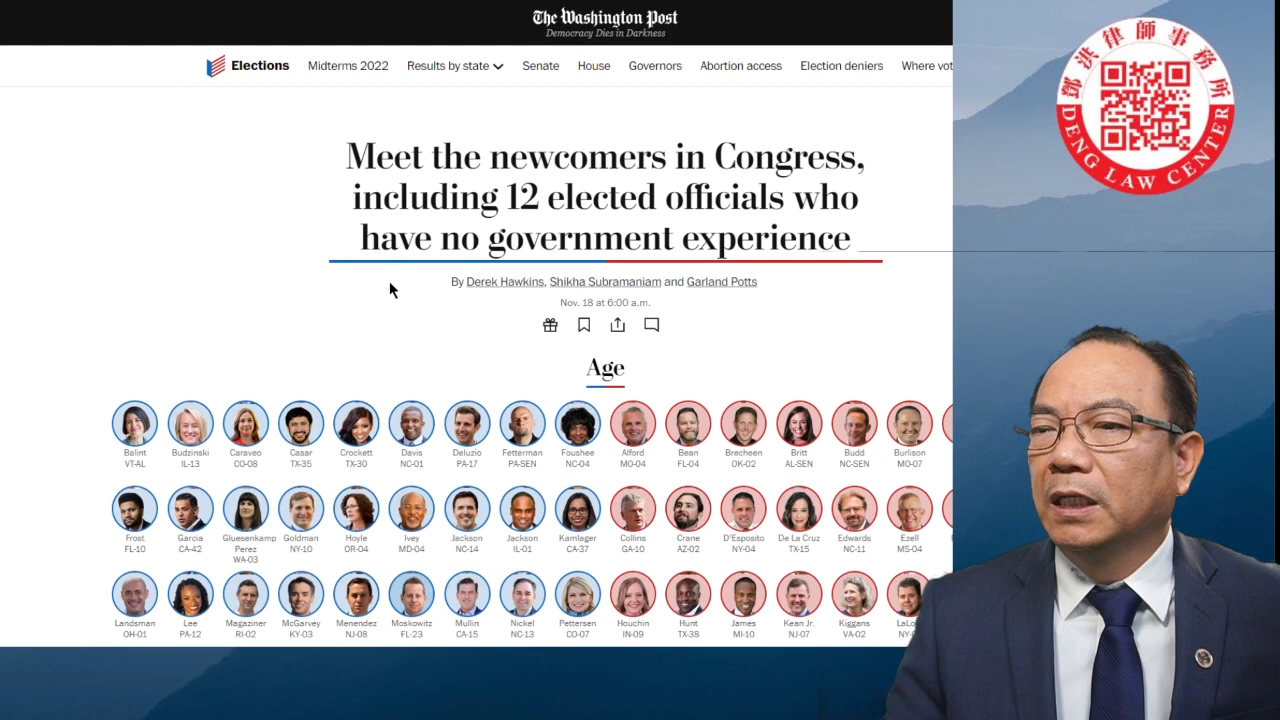 The Washington Post
Democracy Dies in Darkness
Elections Midterms 2022 Results by state Senate House Governors Abortion access Election deniers Where vot
Meet the newcomers in Congress,
including 12 elected officials who
have no government experience
By Derek Hawkins, Shikha Subramaniam and Garland Potts
Nov. 18 at 6:00 a.m.
Age
Balint Budzinski Caraveo Casar Crockett Davis Deluzio Fetterman Foushee Alford Bean Brecheen Britt Budd Burlison
VT-AL IL-13 CO-08 TX-35 TX-30 NC-01 PA-17 PA-SEN NC-04 MO-04 FL-04 OK-02 AL-SEN NC-SEN MO-07
Frost Garcia Gluesenkamp Goldman Hoyle Ivey Jackson Jackson Kamlager Collins Crane D'Esposito De La Cruz Edwards Ezell
FL-10 CA-42 Perez NY-10 OR-04 MD-04 NC-14 IL-01 CA-37 GA-10 AZ-02 NY-04 TX-15 NC-11 MS-04
WA-03
Landsman Lee Magaziner McGarvey Menendez Moskowitz Mullin Nickel Pettersen Houchin Hunt James Kean Jr. Kiggans LaLo
OH-01 PA-12 RI-02 KY-03 NJ-08 FL-23 CA-15 NC-13 CO-07 IN-09 TX-38 MI-10 NJ-07 VA-02 NY-
鄧洪律師事務所
DENG LAW CENTER